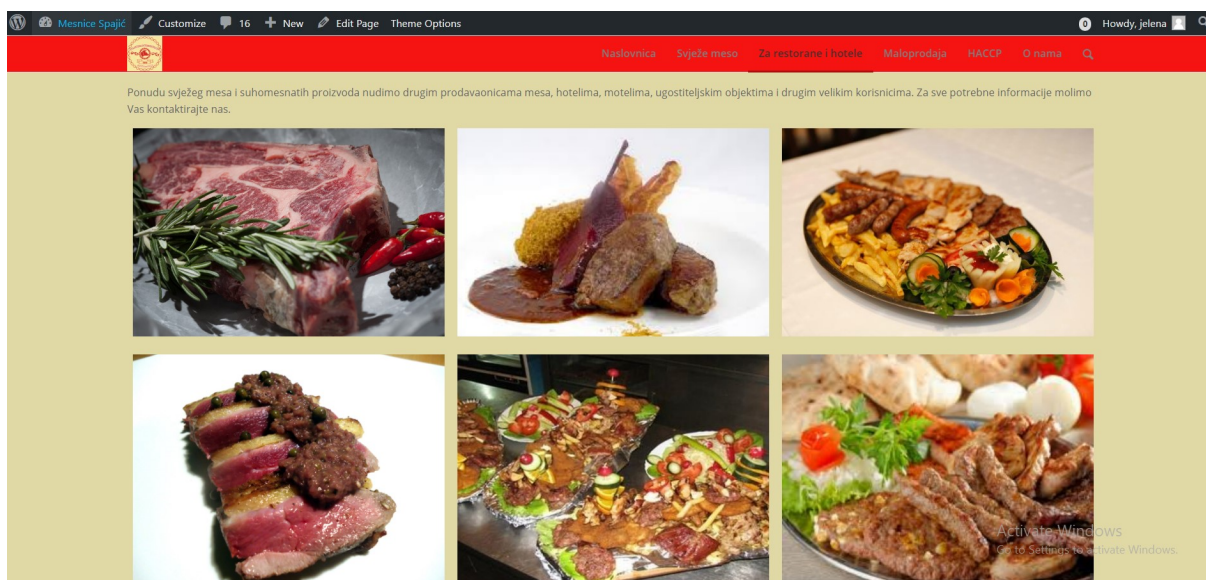 Mesnice Spajić Customize 16 New Edit Page Theme Options 0 Howdy, jelena
Naslovnica Svježe meso Za restorane i hotele Maloprodaja HACCP O nama
Ponudu svježeg mesa i suhomesnatih proizvoda nudimo drugim prodavaonicama mesa, hotelima, motelima, ugostiteljskim objektima i drugim velikim korisnicima. Za sve potrebne informacije molimo
Vas kontaktirajte nas.
Activate Windows
Go to Settings to activate Windows.